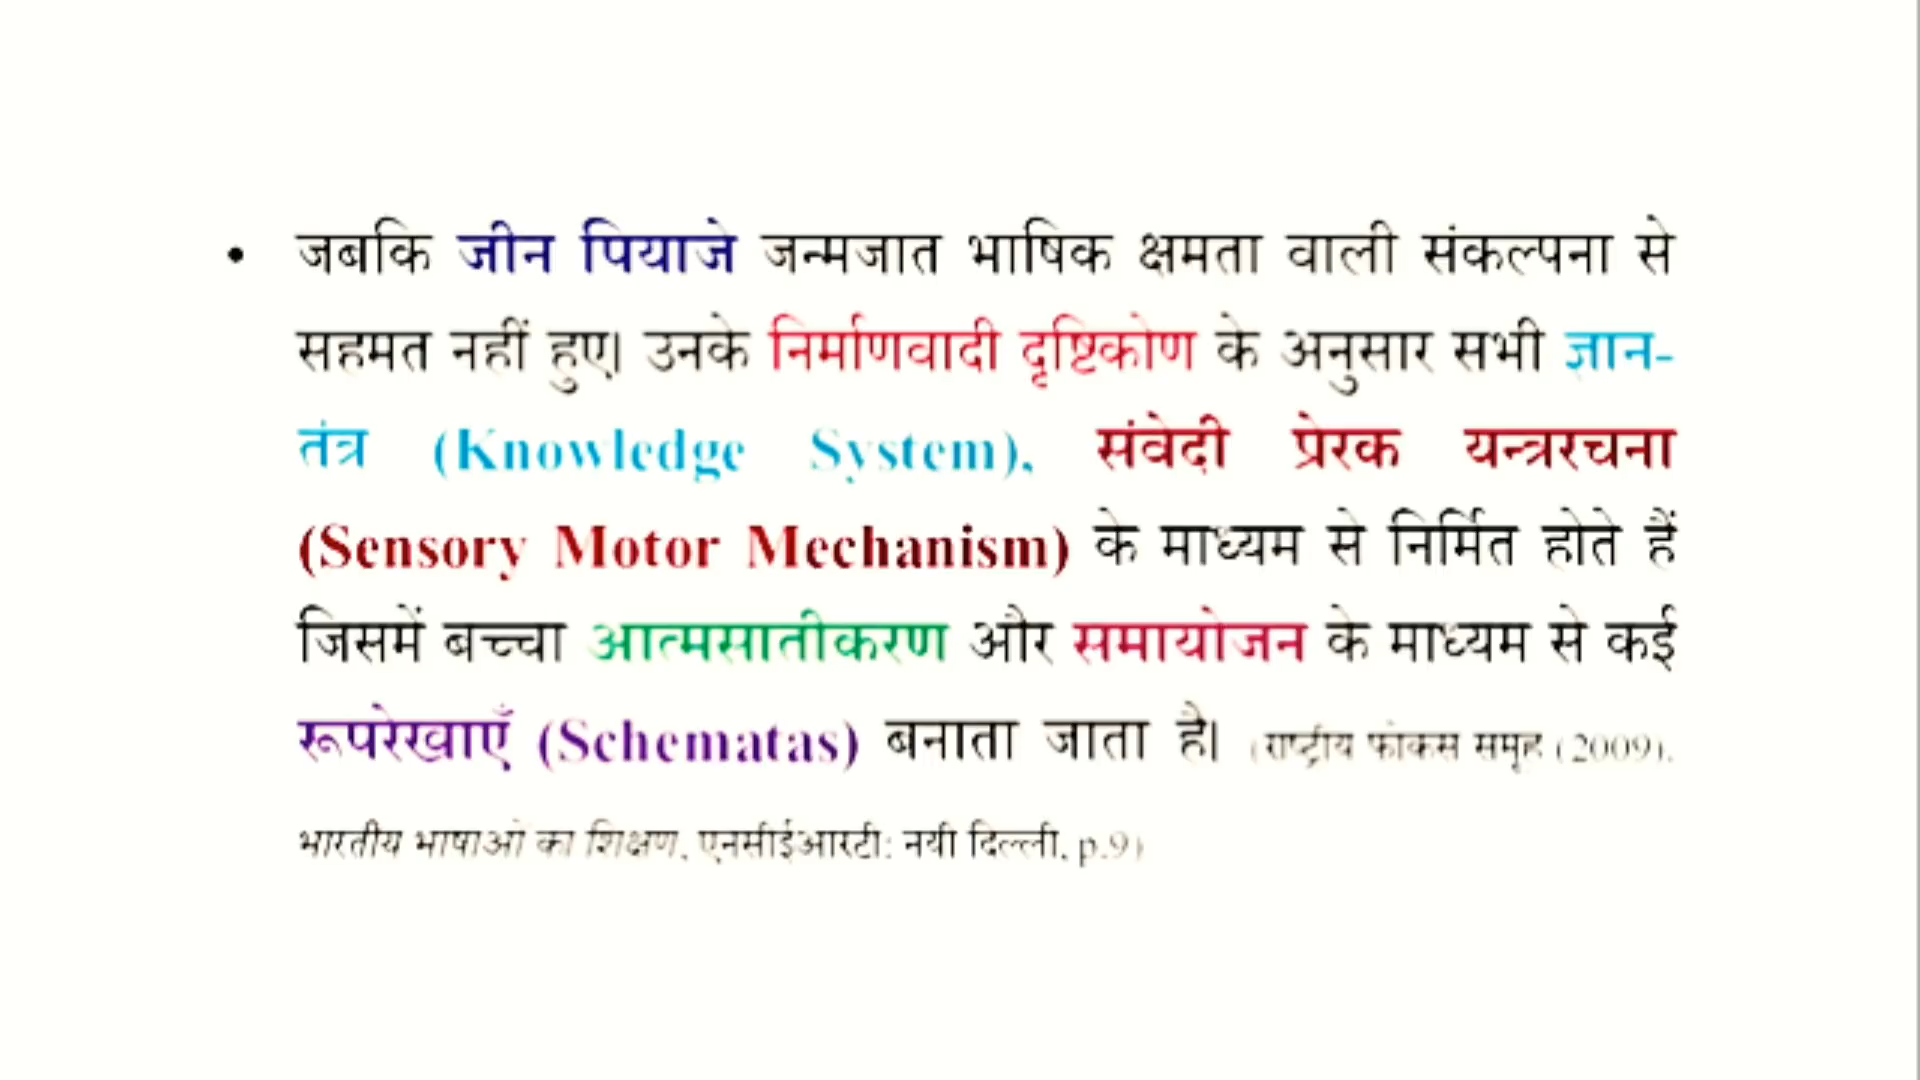 • जबकि जीन पियाजे जन्मजात भाषिक क्षमता वाली संकल्पना से
सहमत नहीं हुए। उनके निर्माणवादी दृष्टिकोण के अनुसार सभी ज्ञान-
तंत्र (Knowledge System), संवेदी प्रेरक यन्त्ररचना
(Sensory Motor Mechanism) के माध्यम से निर्मित होते हैं
जिसमें बच्चा आत्मसातीकरण और समायोजन के माध्यम से कई
रूपरेखाएँ (Schematas) बनाता जाता है। (राष्ट्रीय फोकस समूह (2009).
भारतीय भाषाओं का शिक्षण, एनसीईआरटी: नयी दिल्ली, p.9)